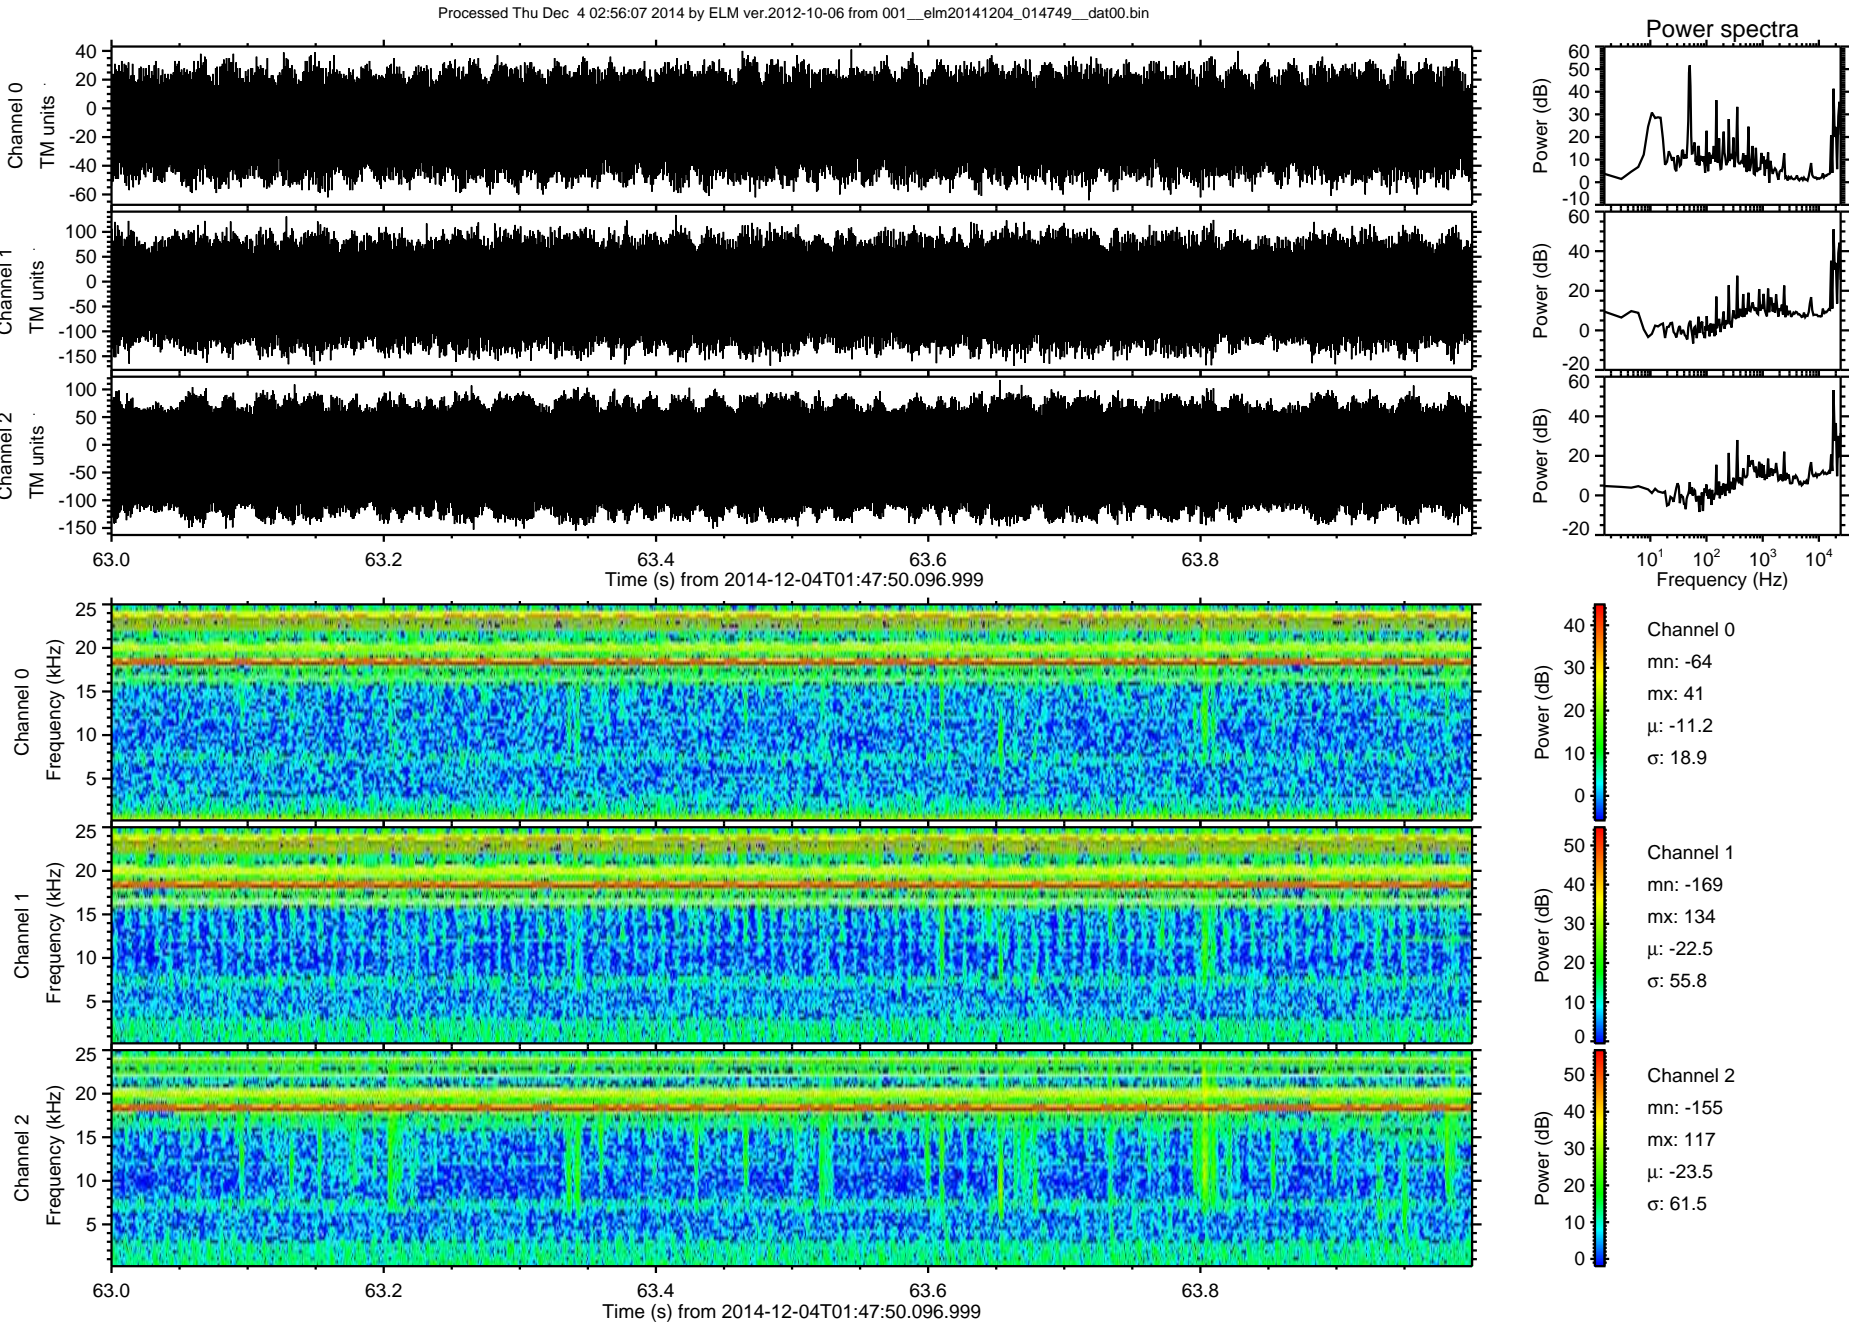 Processed Thu Dec  4 02:56:07 2014 by ELM ver.2012-10-06 from 001__elm20141204_014749__dat00.bin
Power spectra
Channel 0
TM units
40
20
0
-20
-40
-60
Power (dB)
60
50
40
30
20
10
0
-10
Channel 1
TM units
100
50
0
-50
-100
-150
Power (dB)
60
40
20
0
-20
Channel 2
TM units
100
50
0
-50
-100
-150
Power (dB)
60
40
20
0
-20
63.0 63.2 63.4 63.6 63.8
Time (s) from 2014-12-04T01:47:50.096.999
10^1 10^2 10^3 10^4
Frequency (Hz)
Channel 0
Frequency (kHz)
25
20
15
10
5
Power (dB)
40
30
20
10
0
Channel 0
mn: -64
mx: 41
μ: -11.2
σ: 18.9
Channel 1
Frequency (kHz)
25
20
15
10
5
Power (dB)
50
40
30
20
10
0
Channel 1
mn: -169
mx: 134
μ: -22.5
σ: 55.8
Channel 2
Frequency (kHz)
25
20
15
10
5
Power (dB)
50
40
30
20
10
0
Channel 2
mn: -155
mx: 117
μ: -23.5
σ: 61.5
63.0 63.2 63.4 63.6 63.8
Time (s) from 2014-12-04T01:47:50.096.999